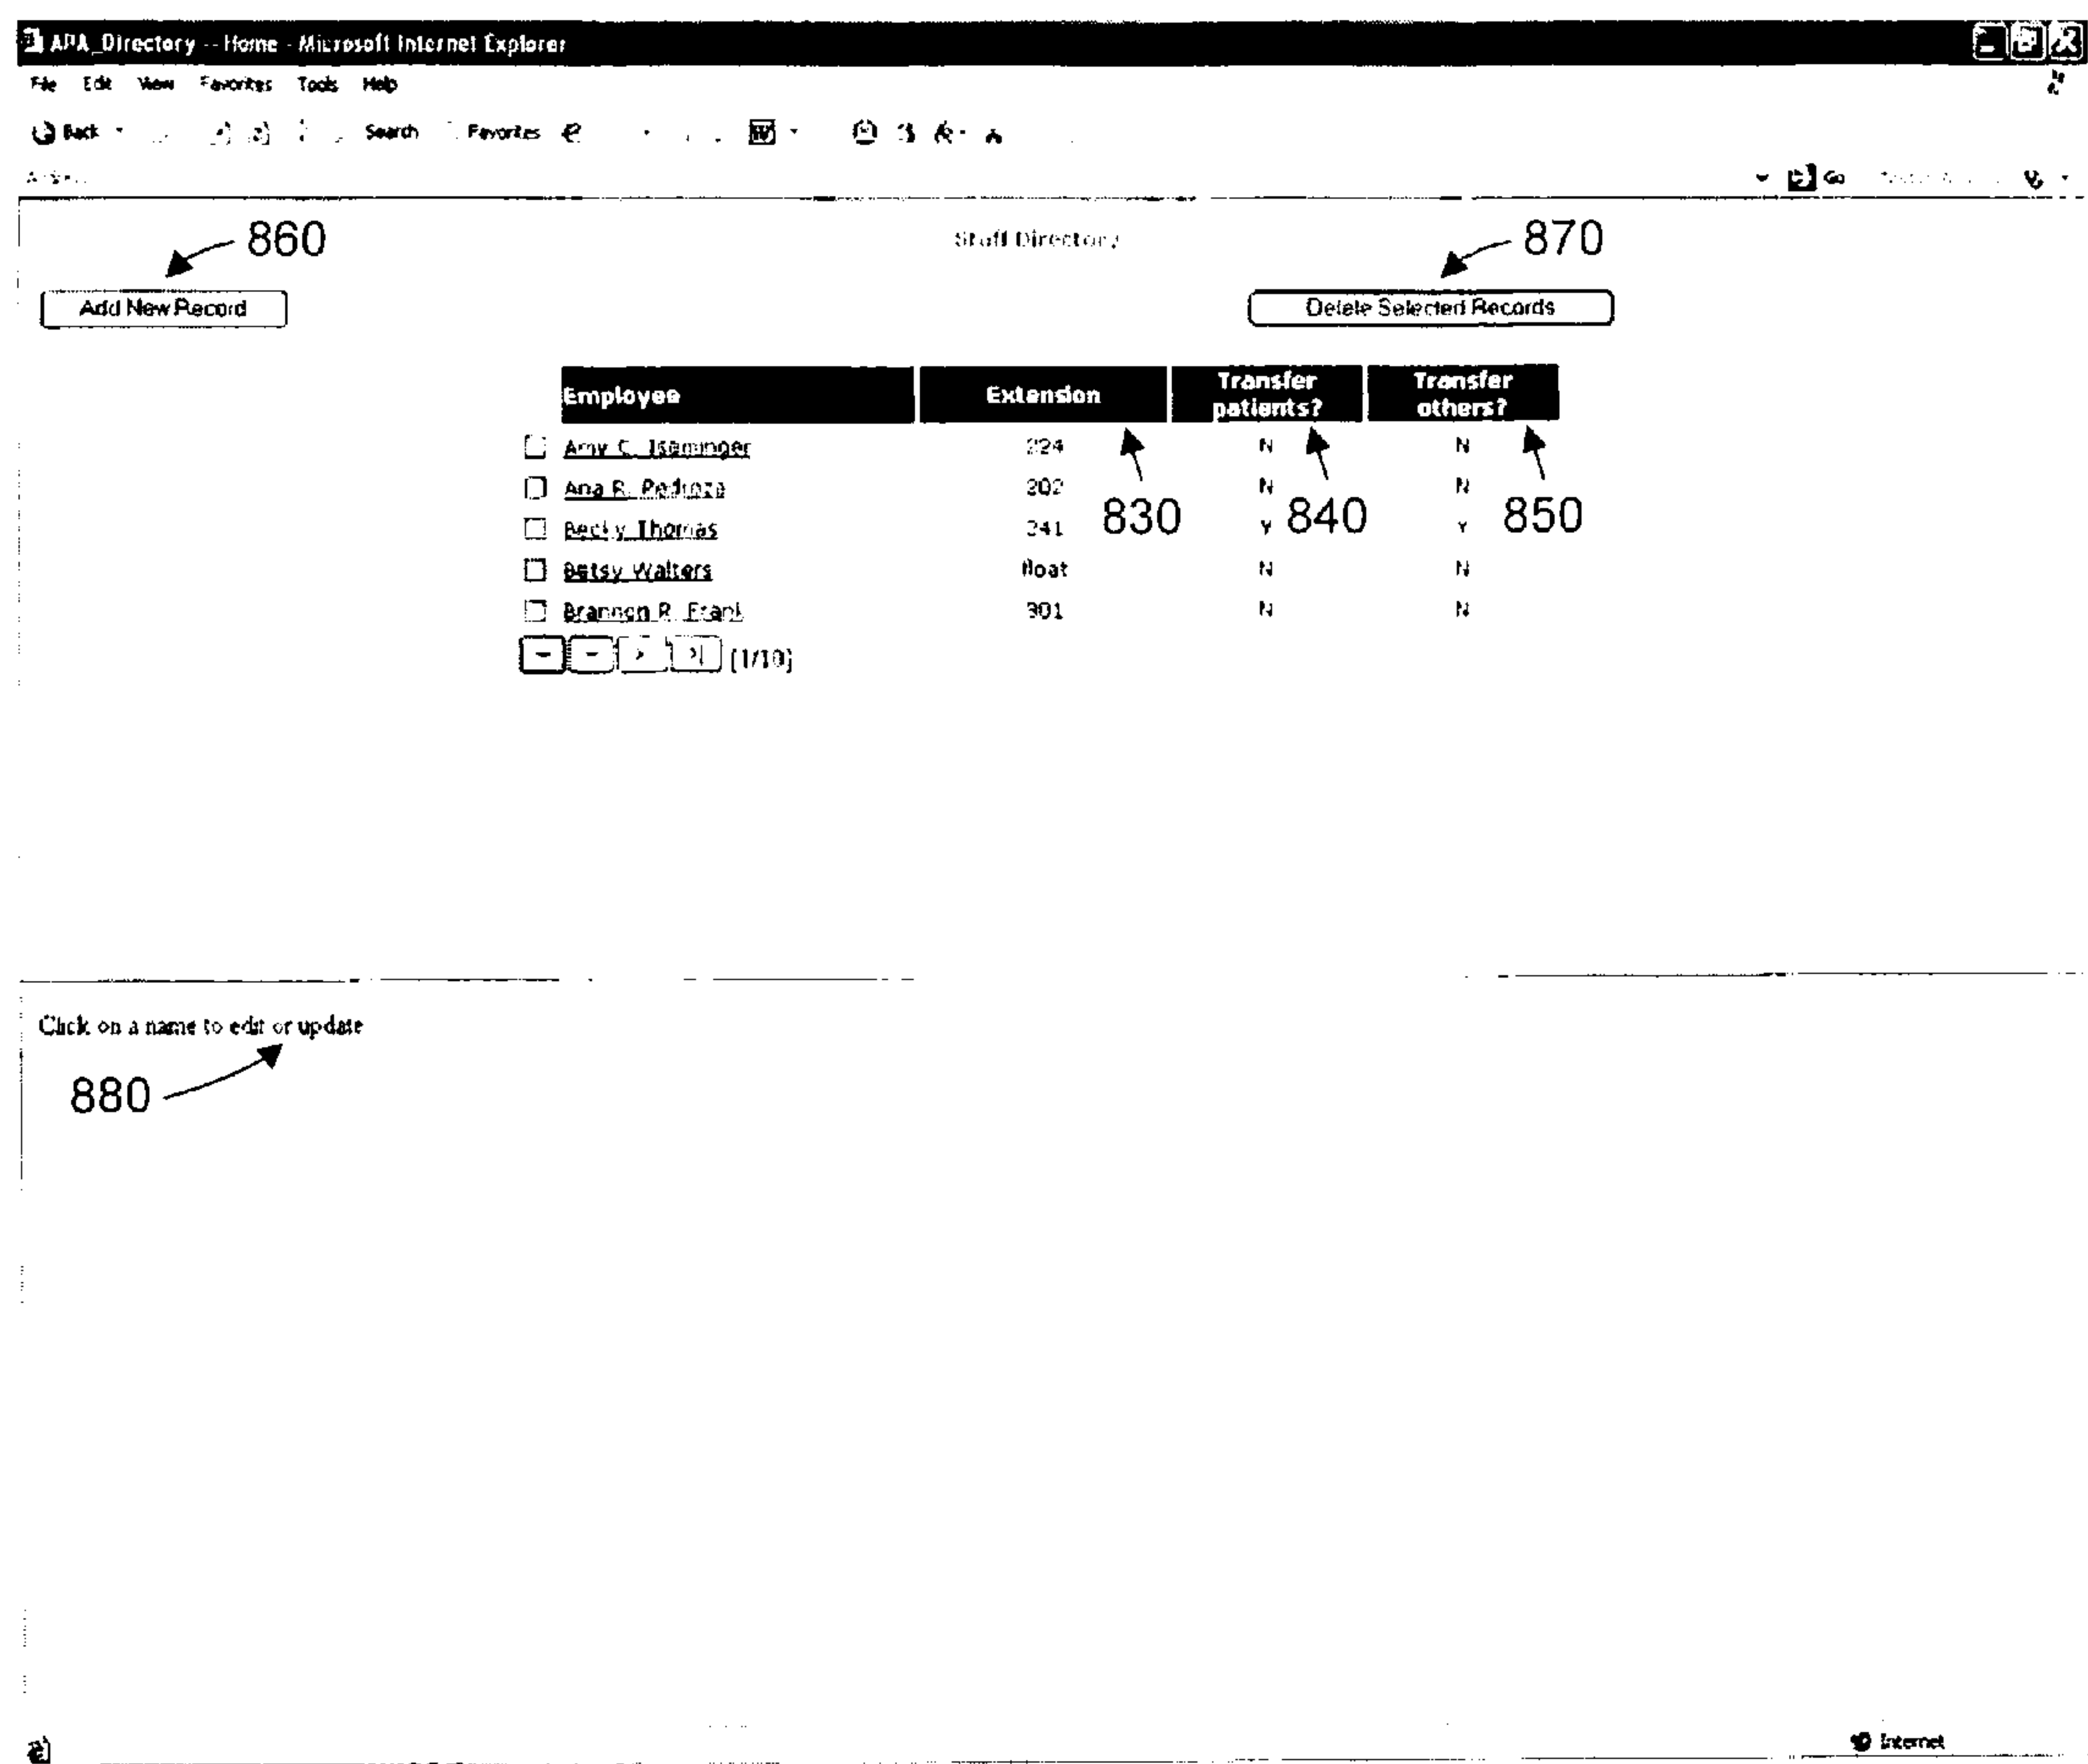 APA_Directory -- Home - Microsoft Internet Explorer
File Edit View Favorites Tools Help
Back Search Favorites
Go
860 Staff Directory 870
Add New Record Delete Selected Records
Employee Extension Transfer patients? Transfer others?
Amy C. Iseminger 224 N N
Ana R. Pedroza 202 N N
Becky Thomas 241 Y Y
830 840 850
Betsy Walters float N N
Brannon R. Frank 301 N N
[1/10]
Click on a name to edit or update
880
Internet